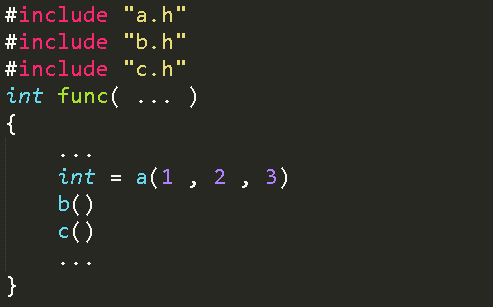 #include "a.h"
#include "b.h"
#include "c.h"
int func( ... )
{
    ...
    int = a(1 , 2 , 3)
    b()
    c()
    ...
}